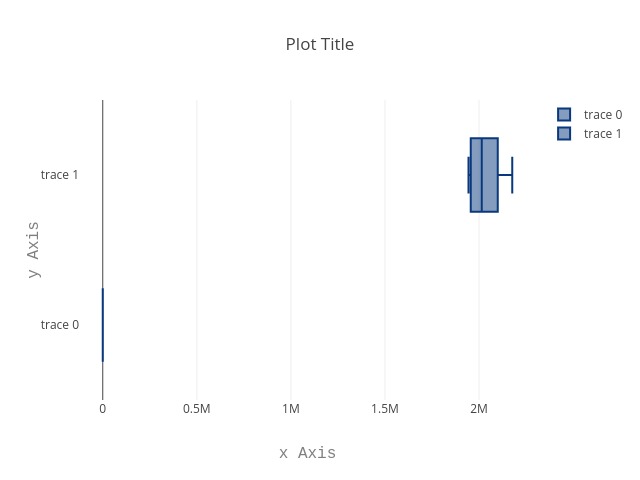 Plot Title
trace 0
trace 1
trace 1
trace 0
y Axis
0
0.5M
1M
1.5M
2M
x Axis